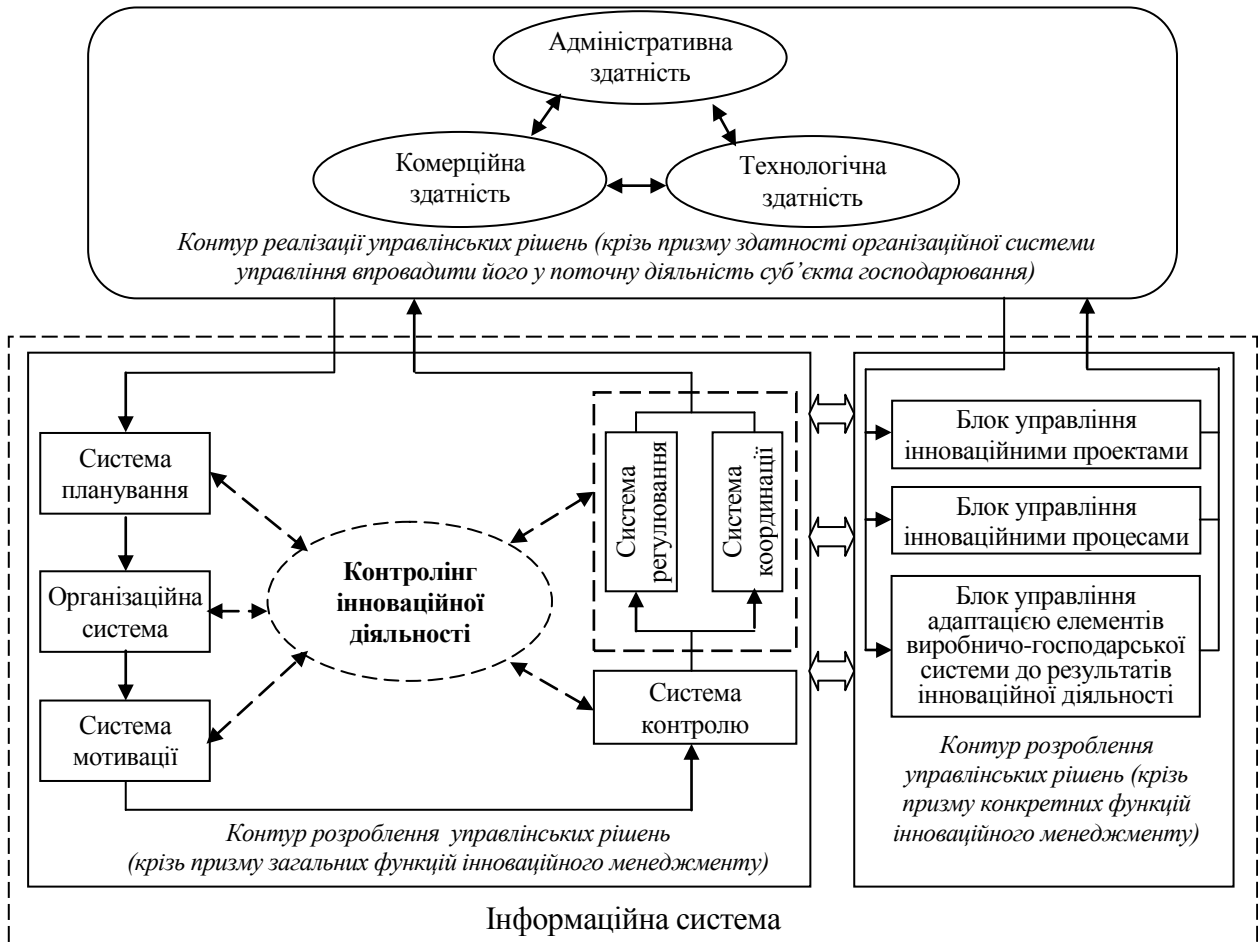 Адміністративна
здатність
Комерційна
здатність
Технологічна
здатність
Контур реалізації управлінських рішень (крізь призму здатності організаційної системи
управління впровадити його у поточну діяльність суб’єкта господарювання)
Система
планування
Організаційна
система
Система
мотивації
Контролінг
інноваційної
діяльності
Система
регулювання
Система
координації
Система
контролю
Контур розроблення управлінських рішень
(крізь призму загальних функцій інноваційного менеджменту)
Блок управління
інноваційними проектами
Блок управління
інноваційними процесами
Блок управління
адаптацією елементів
виробничо-господарської
системи до результатів
інноваційної діяльності
Контур розроблення
управлінських рішень (крізь
призму конкретних функцій
інноваційного менеджменту)
Інформаційна система